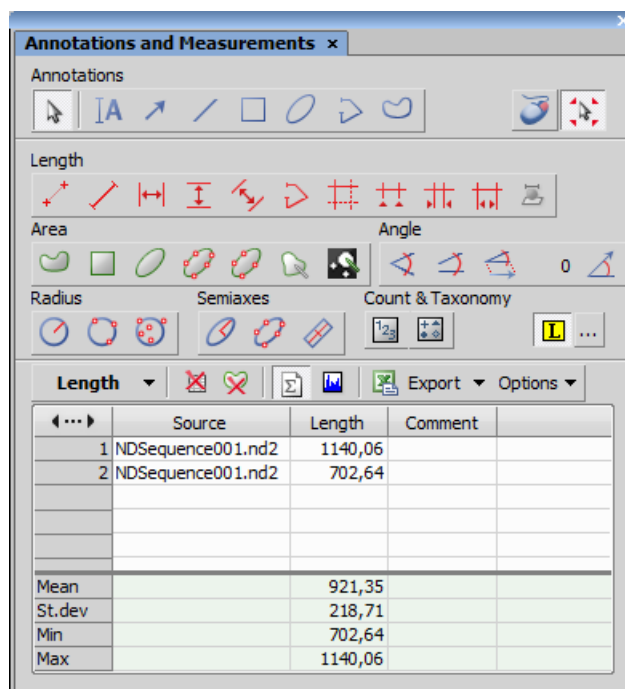 Annotations and Measurements ×
Annotations
A
Length
Area Angle
0
Radius Semiaxes Count & Taxonomy
123
L ...
Length Σ Export Options
Source Length Comment
1 NDSequence001.nd2 1140,06
2 NDSequence001.nd2 702,64
Mean 921,35
St.dev 218,71
Min 702,64
Max 1140,06